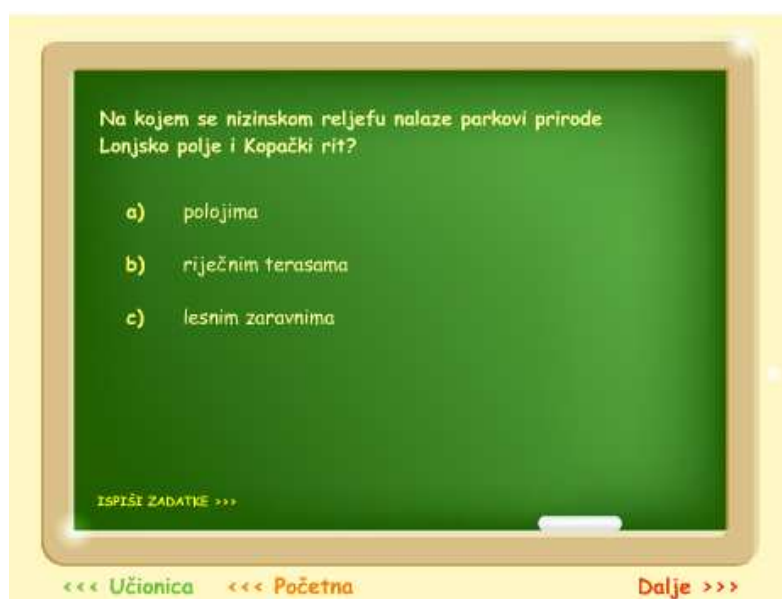 Na kojem se nizinskom reljefu nalaze parkovi prirode
Lonjsko polje i Kopački rit?
a) polojima
b) riječnim terasama
c) lesnim zaravnima
ISPIŠI ZADATKE >>>
<<< Učionica <<< Početna Dalje >>>